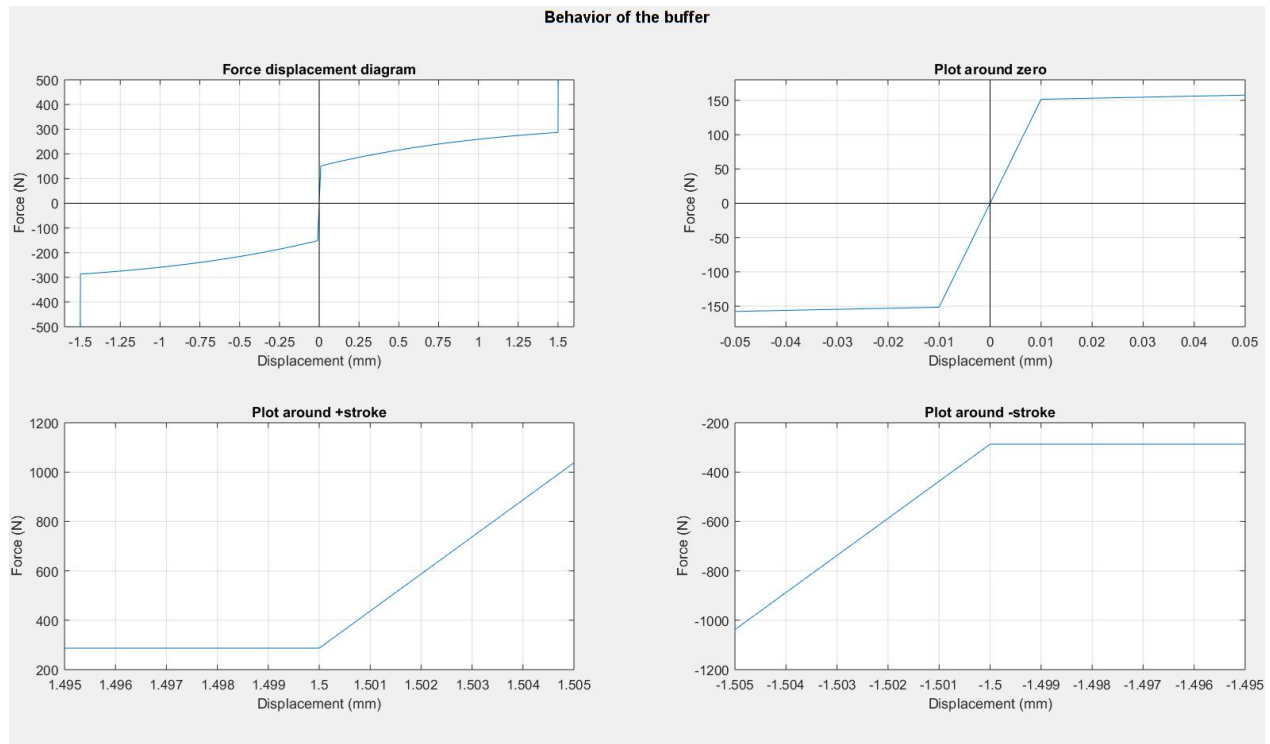 Behavior of the buffer
Force displacement diagram
500
400
300
200
100
0
-100
-200
-300
-400
-500
Force (N)
-1.5 -1.25 -1 -0.75 -0.5 -0.25 0 0.25 0.5 0.75 1 1.25 1.5
Displacement (mm)
Plot around zero
150
100
50
0
-50
-100
-150
Force (N)
-0.05 -0.04 -0.03 -0.02 -0.01 0 0.01 0.02 0.03 0.04 0.05
Displacement (mm)
Plot around +stroke
1200
1000
800
600
400
200
Force (N)
1.495 1.496 1.497 1.498 1.499 1.5 1.501 1.502 1.503 1.504 1.505
Displacement (mm)
Plot around -stroke
-200
-400
-600
-800
-1000
-1200
Force (N)
-1.505 -1.504 -1.503 -1.502 -1.501 -1.5 -1.499 -1.498 -1.497 -1.496 -1.495
Displacement (mm)